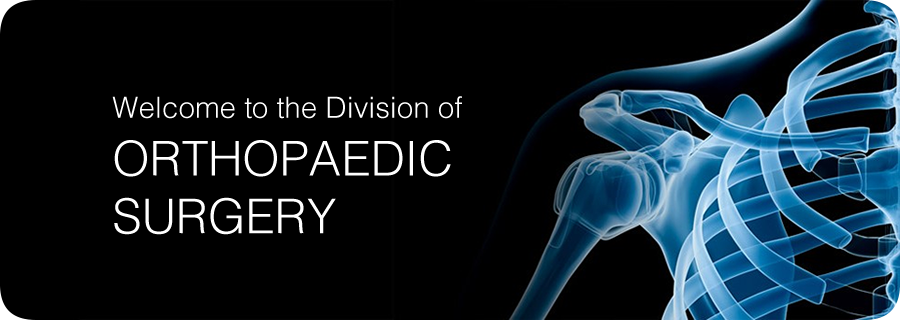 Welcome to the Division of
ORTHOPAEDIC
SURGERY